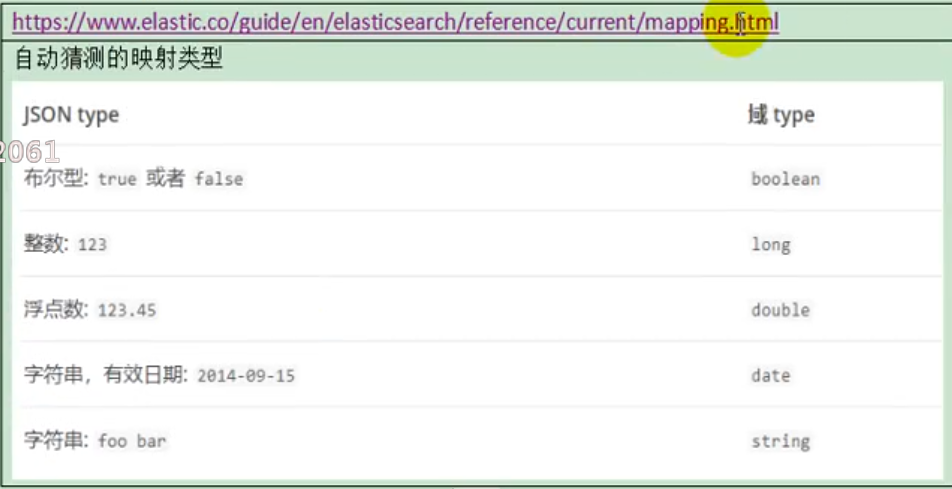 https://www.elastic.co/guide/en/elasticsearch/reference/current/mapping.html
自动猜测的映射类型
JSON type 域 type
2061
布尔型: true 或者 false boolean
整数: 123 long
浮点数: 123.45 double
字符串，有效日期: 2014-09-15 date
字符串: foo bar string